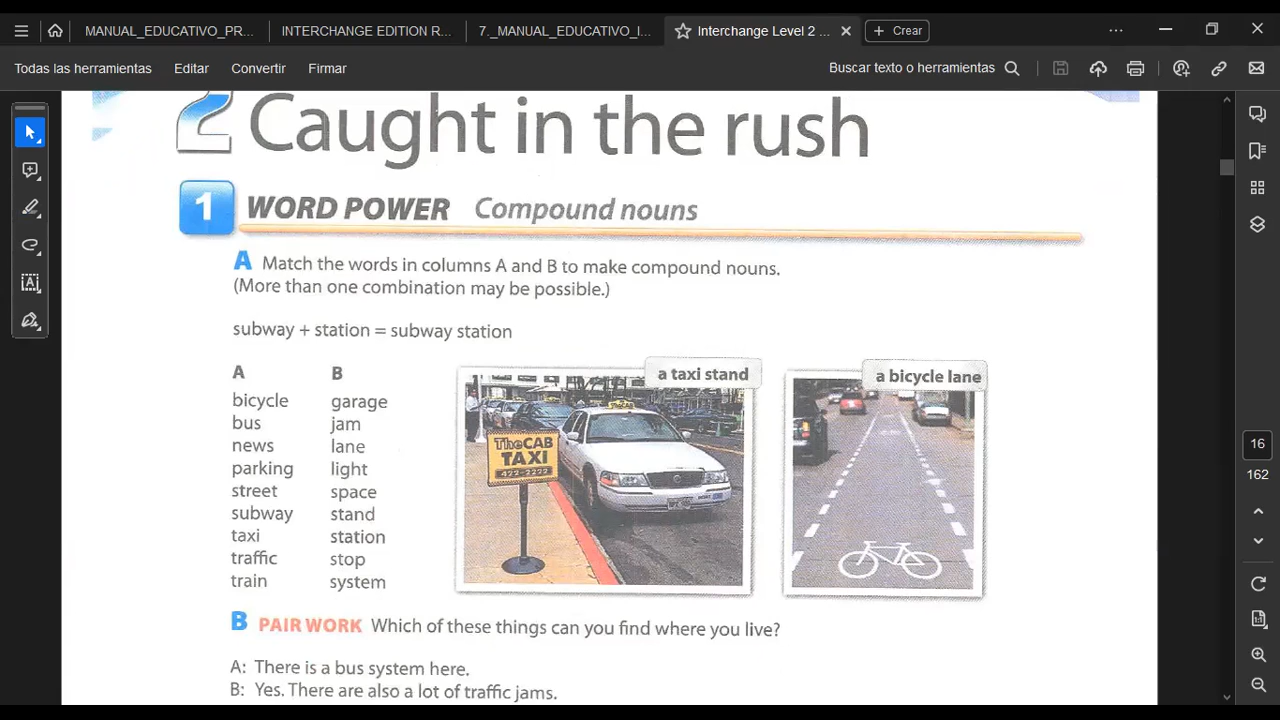 MANUAL_EDUCATIVO_PR...
INTERCHANGE EDITION R...
7._MANUAL_EDUCATIVO_I...
Interchange Level 2 ...
Crear
Todas las herramientas
Editar
Convertir
Firmar
Buscar texto o herramientas
2 Caught in the rush
1 WORD POWER Compound nouns
A Match the words in columns A and B to make compound nouns.
(More than one combination may be possible.)
subway + station = subway station
A B
bicycle garage
bus jam
news lane
parking light
street space
subway stand
taxi station
traffic stop
train system
a taxi stand
The CAB
TAXI
422-2222
a bicycle lane
B PAIR WORK Which of these things can you find where you live?
A: There is a bus system here.
B: Yes. There are also a lot of traffic jams.
16
162